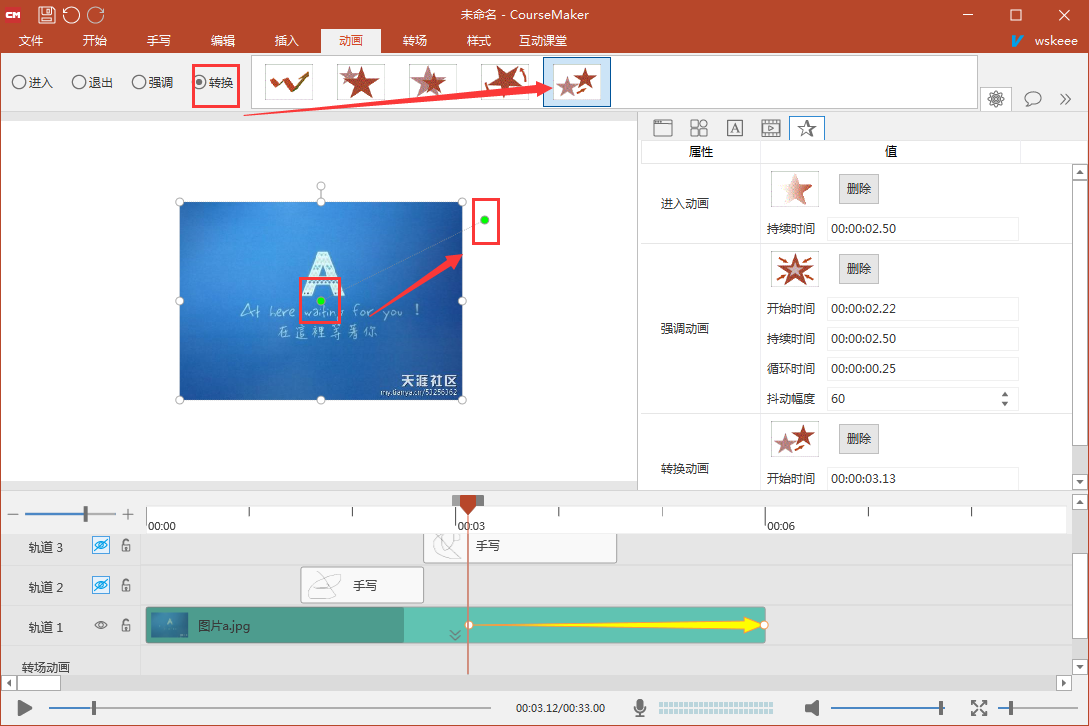 CM
未命名 - CourseMaker
文件 开始 手写 编辑 插入 动画 转场 样式 互动课堂 wskeee
进入 退出 强调 转换
属性 值
进入动画
删除
持续时间 00:00:02.50
强调动画
删除
开始时间 00:00:02.22
持续时间 00:00:02.50
循环时间 00:00:00.25
抖动幅度 60
转换动画
删除
开始时间 00:00:03.13
A
At here waiting for you !
在這裡等著你
天涯社区
my.tianya.cn/53256362
00:00 00:03 00:06
轨道 3 手写
轨道 2 手写
轨道 1 图片a.jpg
转场动画
00:03.12/00:33.00